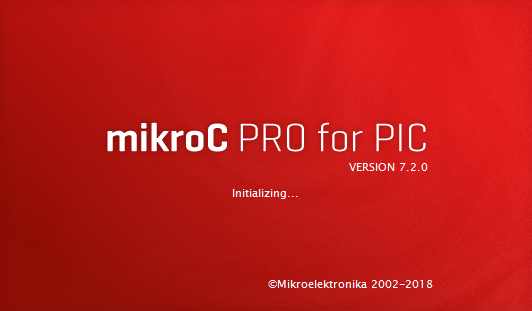 mikroC PRO for PIC
VERSION 7.2.0
Initializing...
©Mikroelektronika 2002-2018